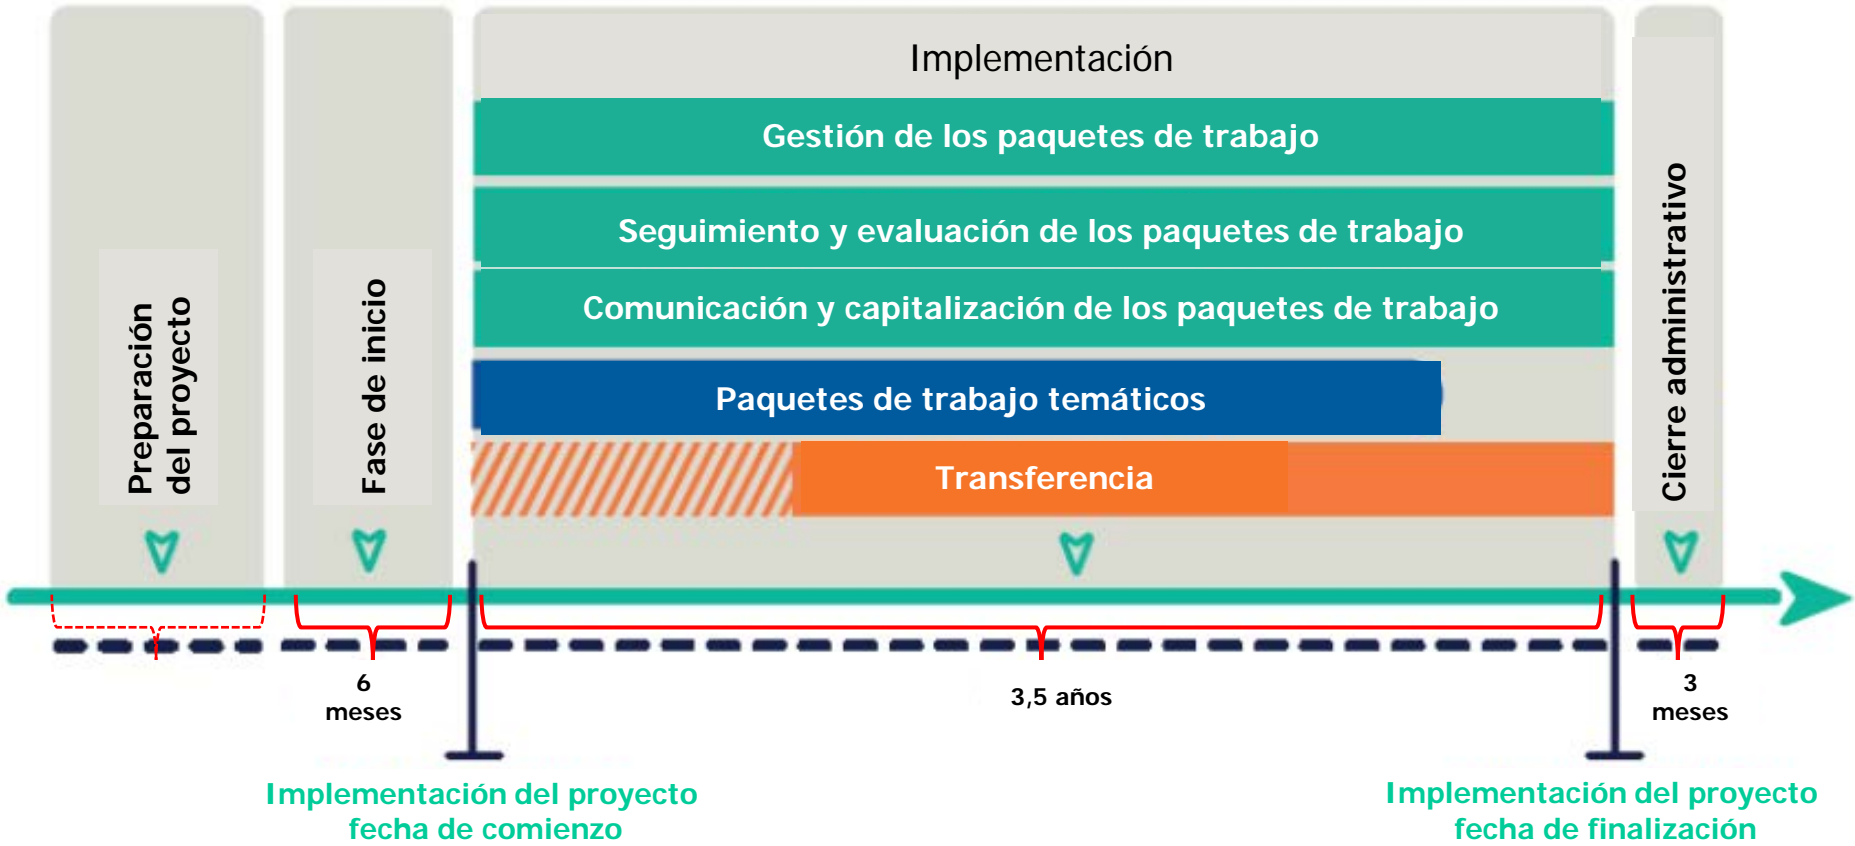 Implementación
Gestión de los paquetes de trabajo
Seguimiento y evaluación de los paquetes de trabajo
Comunicación y capitalización de los paquetes de trabajo
Paquetes de trabajo temáticos
Transferencia
Preparación
del proyecto
Fase de inicio
Cierre administrativo
6
meses
3,5 años
3
meses
Implementación del proyecto
fecha de comienzo
Implementación del proyecto
fecha de finalización